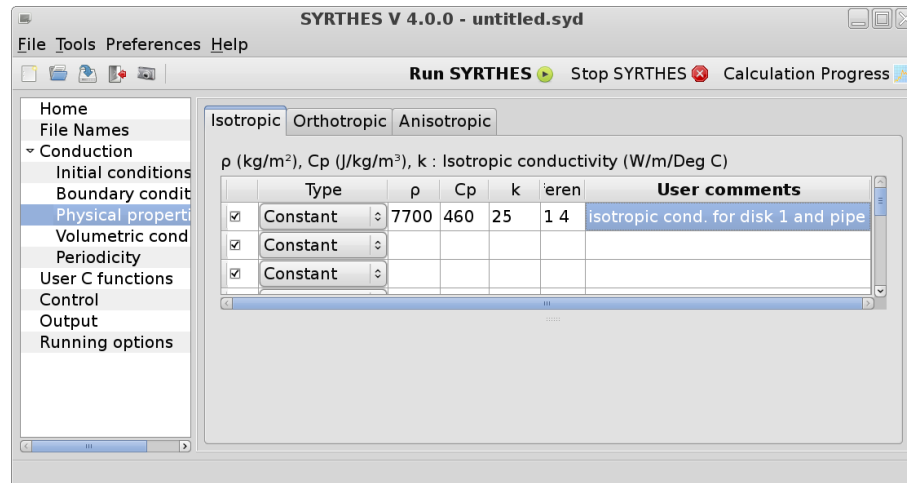 SYRTHES V 4.0.0 - untitled.syd
File Tools Preferences Help
Run SYRTHES Stop SYRTHES Calculation Progress
Home
File Names
Conduction
Initial conditions
Boundary condit
Physical properti
Volumetric cond
Periodicity
User C functions
Control
Output
Running options
Isotropic Orthotropic Anisotropic
ρ (kg/m²), Cp (J/kg/m³), k : Isotropic conductivity (W/m/Deg C)
Type ρ Cp k eren User comments
Constant 7700 460 25 1 4 isotropic cond. for disk 1 and pipe
Constant
Constant